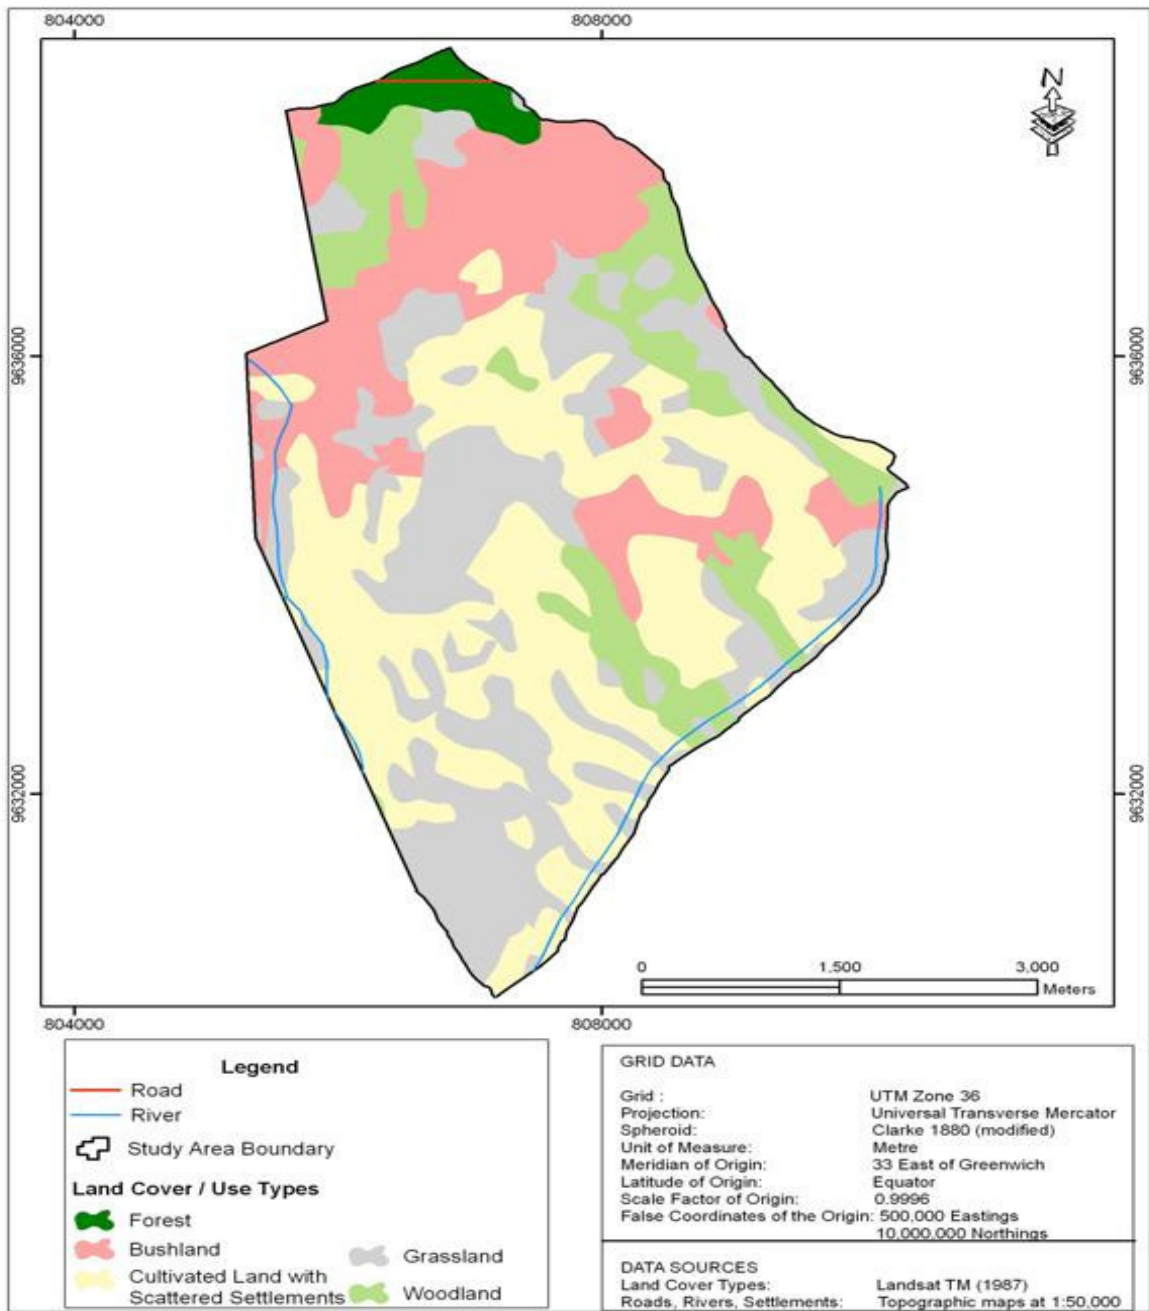 804000 808000
N
9636000 9636000
9632000 9632000
0 1,500 3,000
Meters
804000 808000
Legend
Road
River
Study Area Boundary
Land Cover / Use Types
Forest
Bushland
Grassland
Cultivated Land with
Scattered Settlements
Woodland
GRID DATA
Grid : UTM Zone 36
Projection: Universal Transverse Mercator
Spheroid: Clarke 1880 (modified)
Unit of Measure: Metre
Meridian of Origin: 33 East of Greenwich
Latitude of Origin: Equator
Scale Factor of Origin: 0.9996
False Coordinates of the Origin: 500,000 Eastings
10,000,000 Northings
DATA SOURCES
Land Cover Types: Landsat TM (1987)
Roads, Rivers, Settlements: Topographic maps at 1:50,000